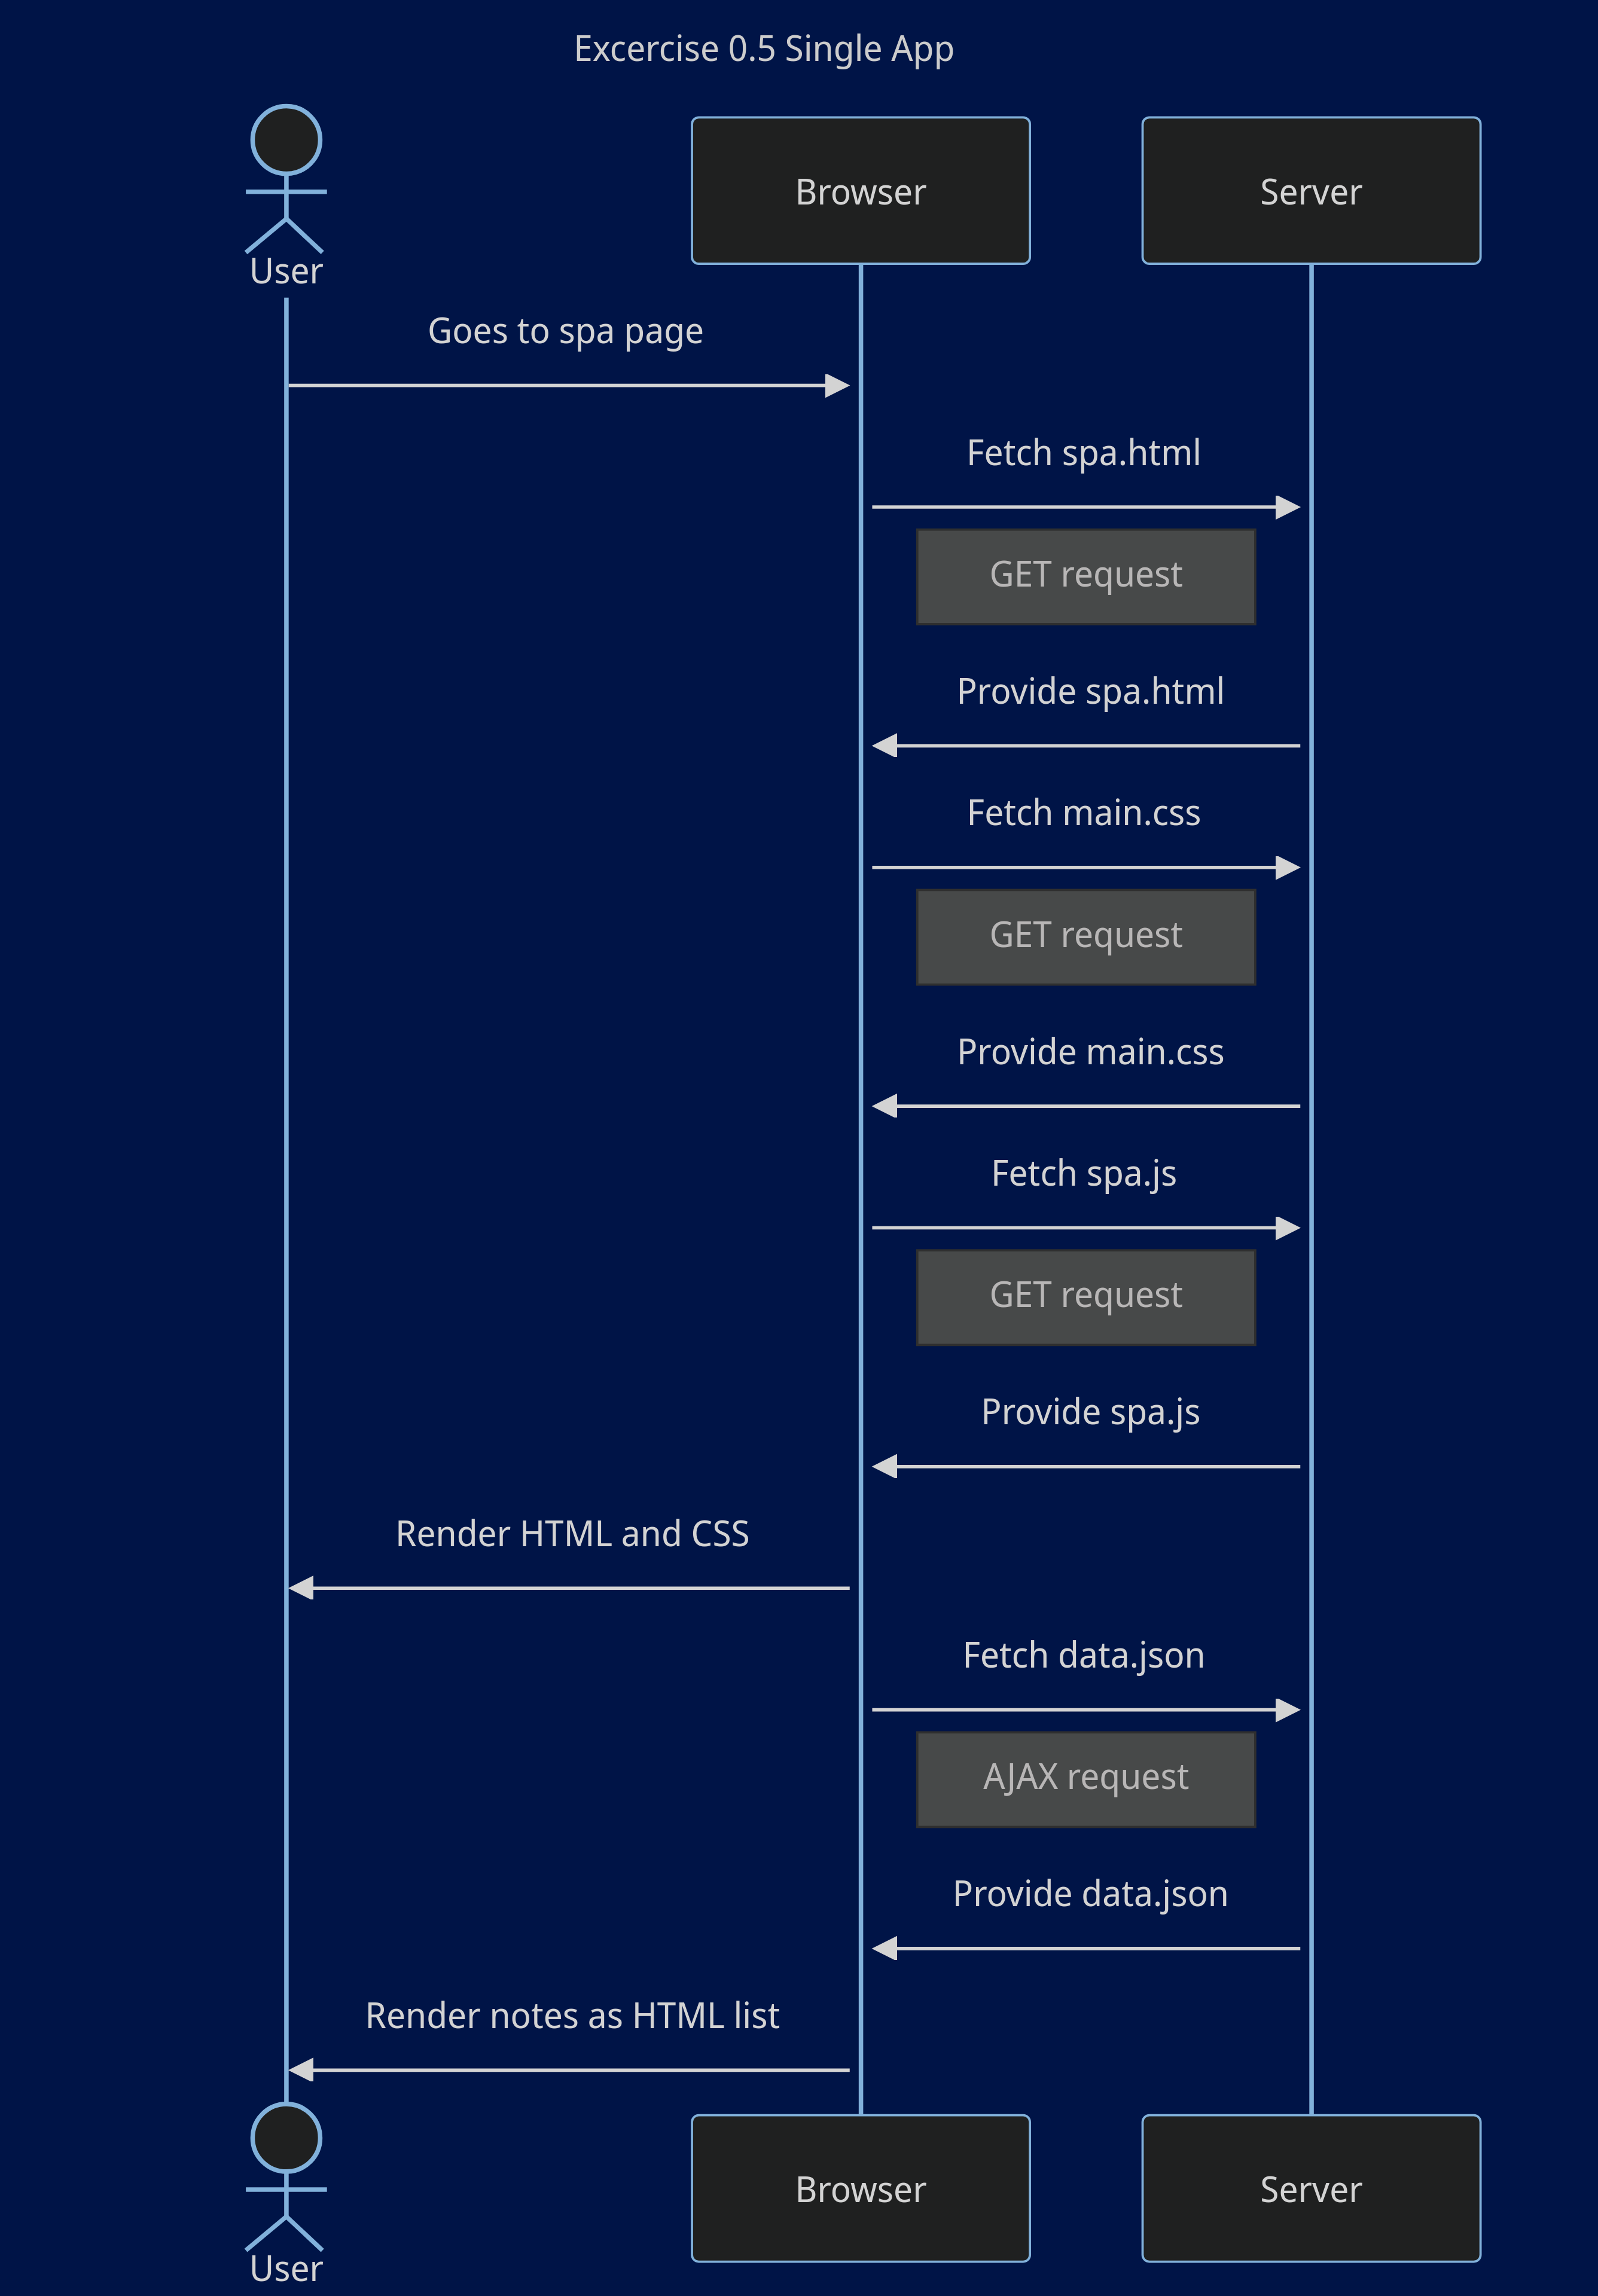 Excercise 0.5 Single App
User
Browser
Server
Goes to spa page
Fetch spa.html
GET request
Provide spa.html
Fetch main.css
GET request
Provide main.css
Fetch spa.js
GET request
Provide spa.js
Render HTML and CSS
Fetch data.json
AJAX request
Provide data.json
Render notes as HTML list
User
Browser
Server